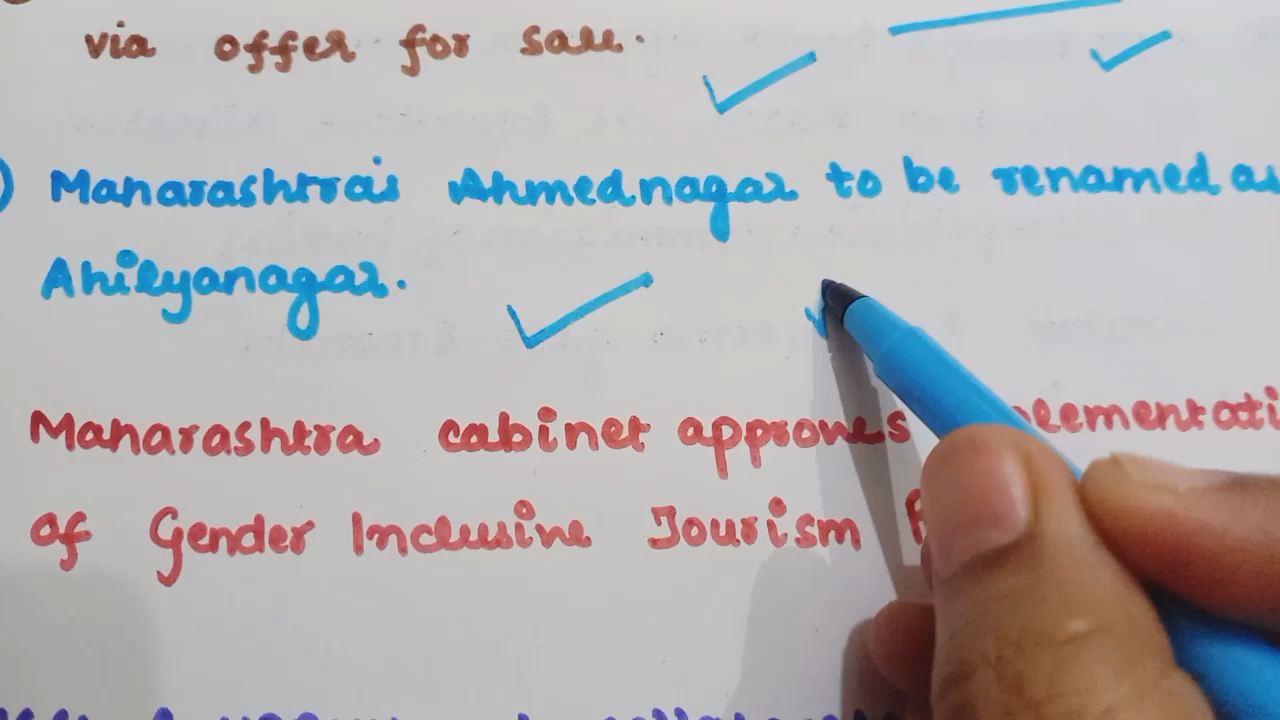 via offer for sale.
) Maharashtra's Ahmednagar to be renamed as
Ahilyanagar.
Maharashtra cabinet approves
of Gender Inclusive Tourism